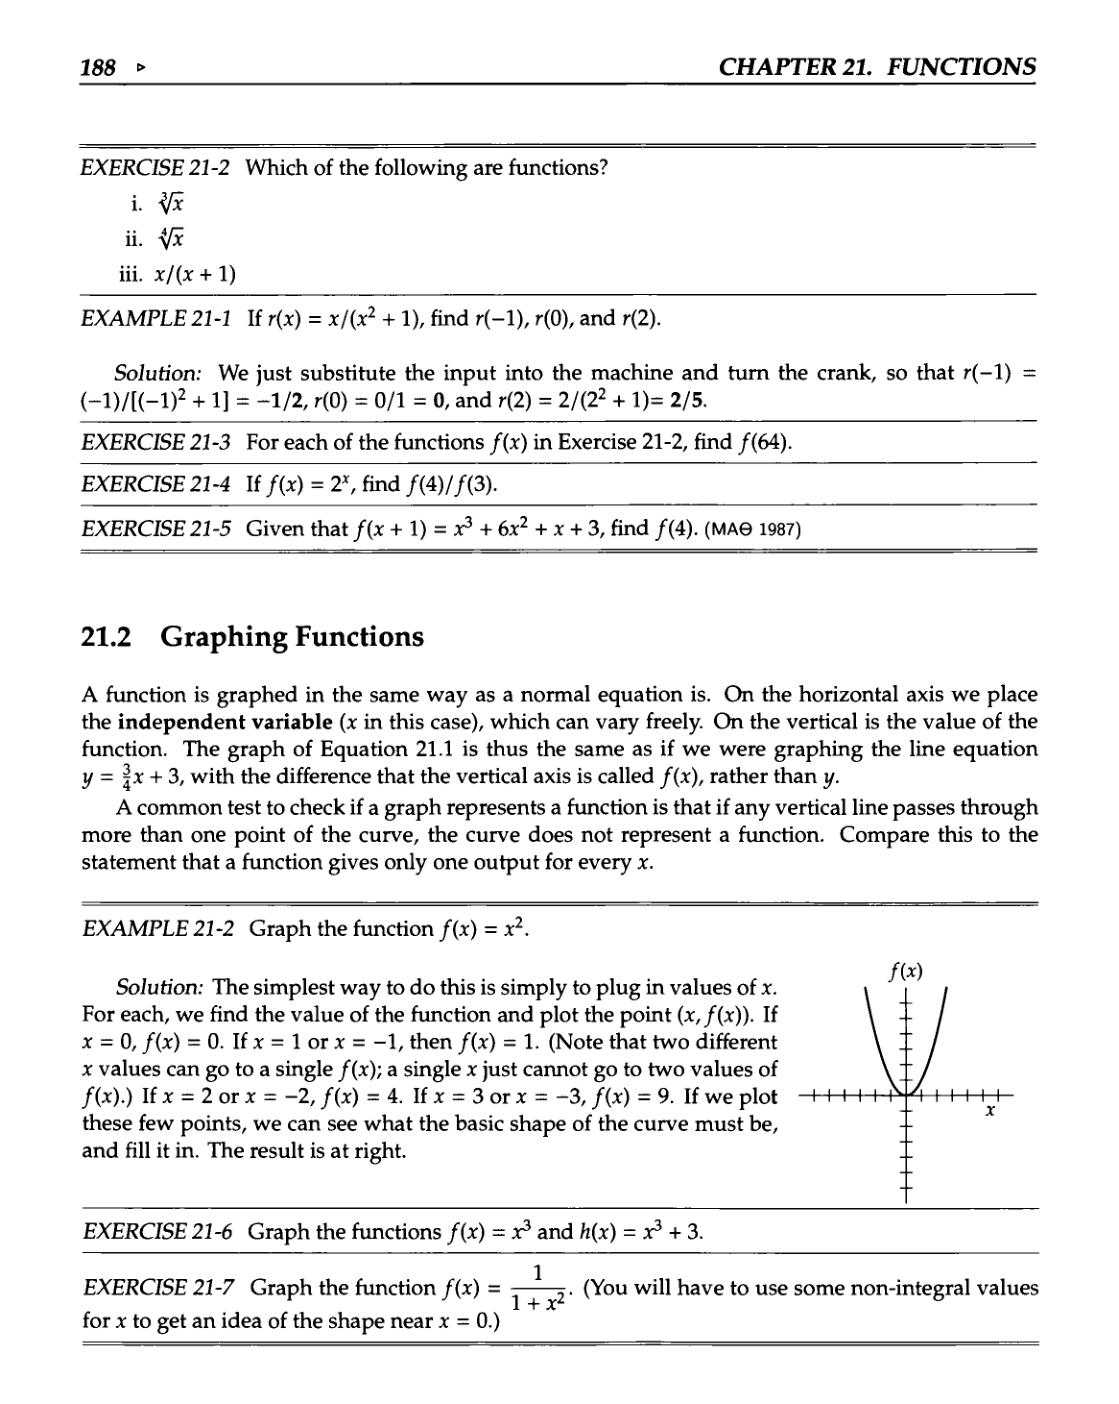 188 ▷ CHAPTER 21. FUNCTIONS
EXERCISE 21-2 Which of the following are functions?
i. ∛x
ii. ∜x
iii. x/(x + 1)
EXAMPLE 21-1 If r(x) = x/(x² + 1), find r(−1), r(0), and r(2).
Solution: We just substitute the input into the machine and turn the crank, so that r(−1) =
(−1)/[(−1)² + 1] = −1/2, r(0) = 0/1 = 0, and r(2) = 2/(2² + 1)= 2/5.
EXERCISE 21-3 For each of the functions f(x) in Exercise 21-2, find f(64).
EXERCISE 21-4 If f(x) = 2ˣ, find f(4)/f(3).
EXERCISE 21-5 Given that f(x + 1) = x³ + 6x² + x + 3, find f(4). (MAΘ 1987)
21.2 Graphing Functions
A function is graphed in the same way as a normal equation is. On the horizontal axis we place
the independent variable (x in this case), which can vary freely. On the vertical is the value of the
function. The graph of Equation 21.1 is thus the same as if we were graphing the line equation
y = ¾x + 3, with the difference that the vertical axis is called f(x), rather than y.
A common test to check if a graph represents a function is that if any vertical line passes through
more than one point of the curve, the curve does not represent a function. Compare this to the
statement that a function gives only one output for every x.
EXAMPLE 21-2 Graph the function f(x) = x².
Solution: The simplest way to do this is simply to plug in values of x.
For each, we find the value of the function and plot the point (x, f(x)). If
x = 0, f(x) = 0. If x = 1 or x = −1, then f(x) = 1. (Note that two different
x values can go to a single f(x); a single x just cannot go to two values of
f(x).) If x = 2 or x = −2, f(x) = 4. If x = 3 or x = −3, f(x) = 9. If we plot
these few points, we can see what the basic shape of the curve must be,
and fill it in. The result is at right.
f(x)
x
EXERCISE 21-6 Graph the functions f(x) = x³ and h(x) = x³ + 3.
EXERCISE 21-7 Graph the function f(x) = 1/(1 + x²). (You will have to use some non-integral values
for x to get an idea of the shape near x = 0.)